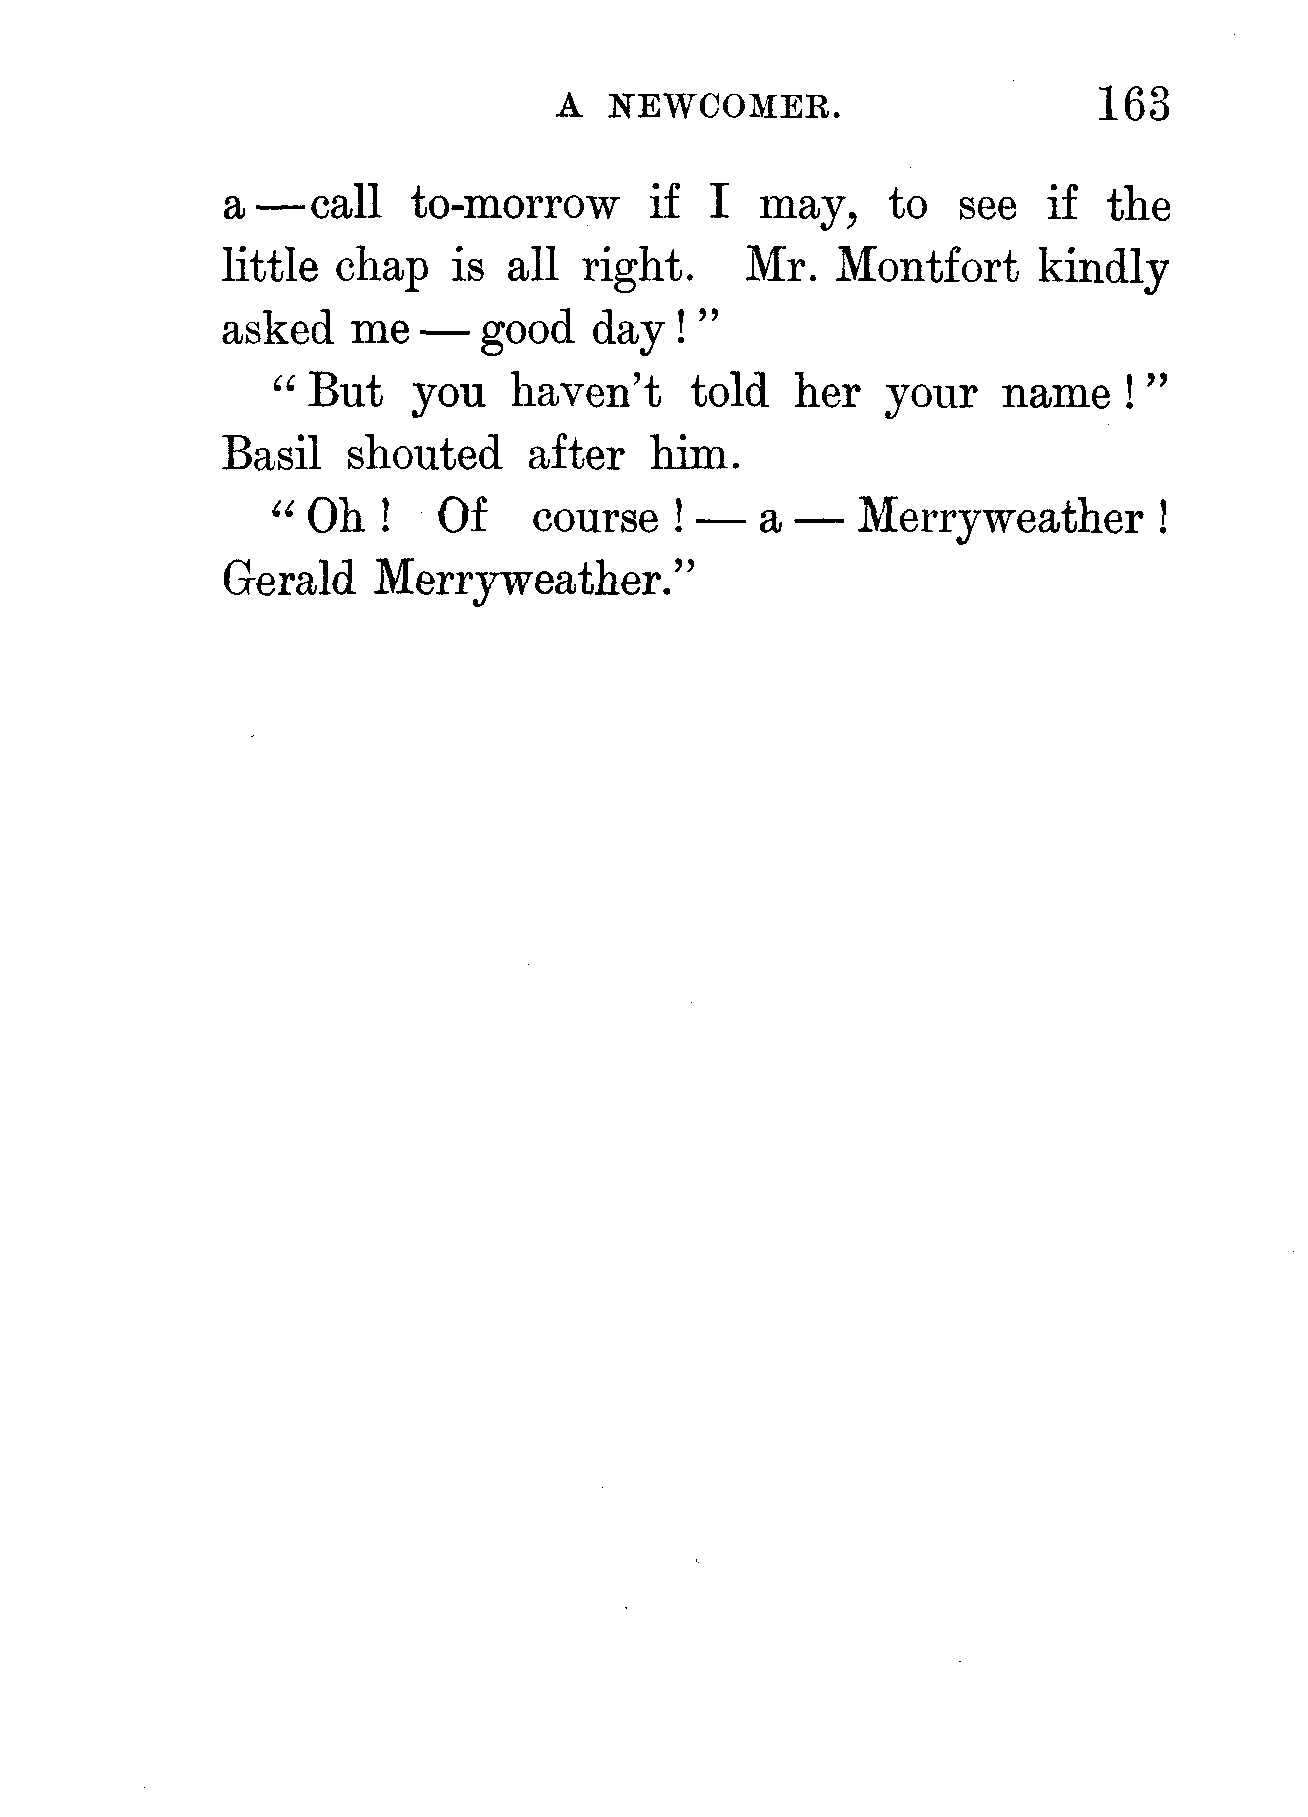 A NEWCOMER. 163
a—call to-morrow if I may, to see if the
little chap is all right. Mr. Montfort kindly
asked me — good day!”
“But you haven't told her your name!”
Basil shouted after him.
“Oh! Of course! — a — Merryweather!
Gerald Merryweather.”